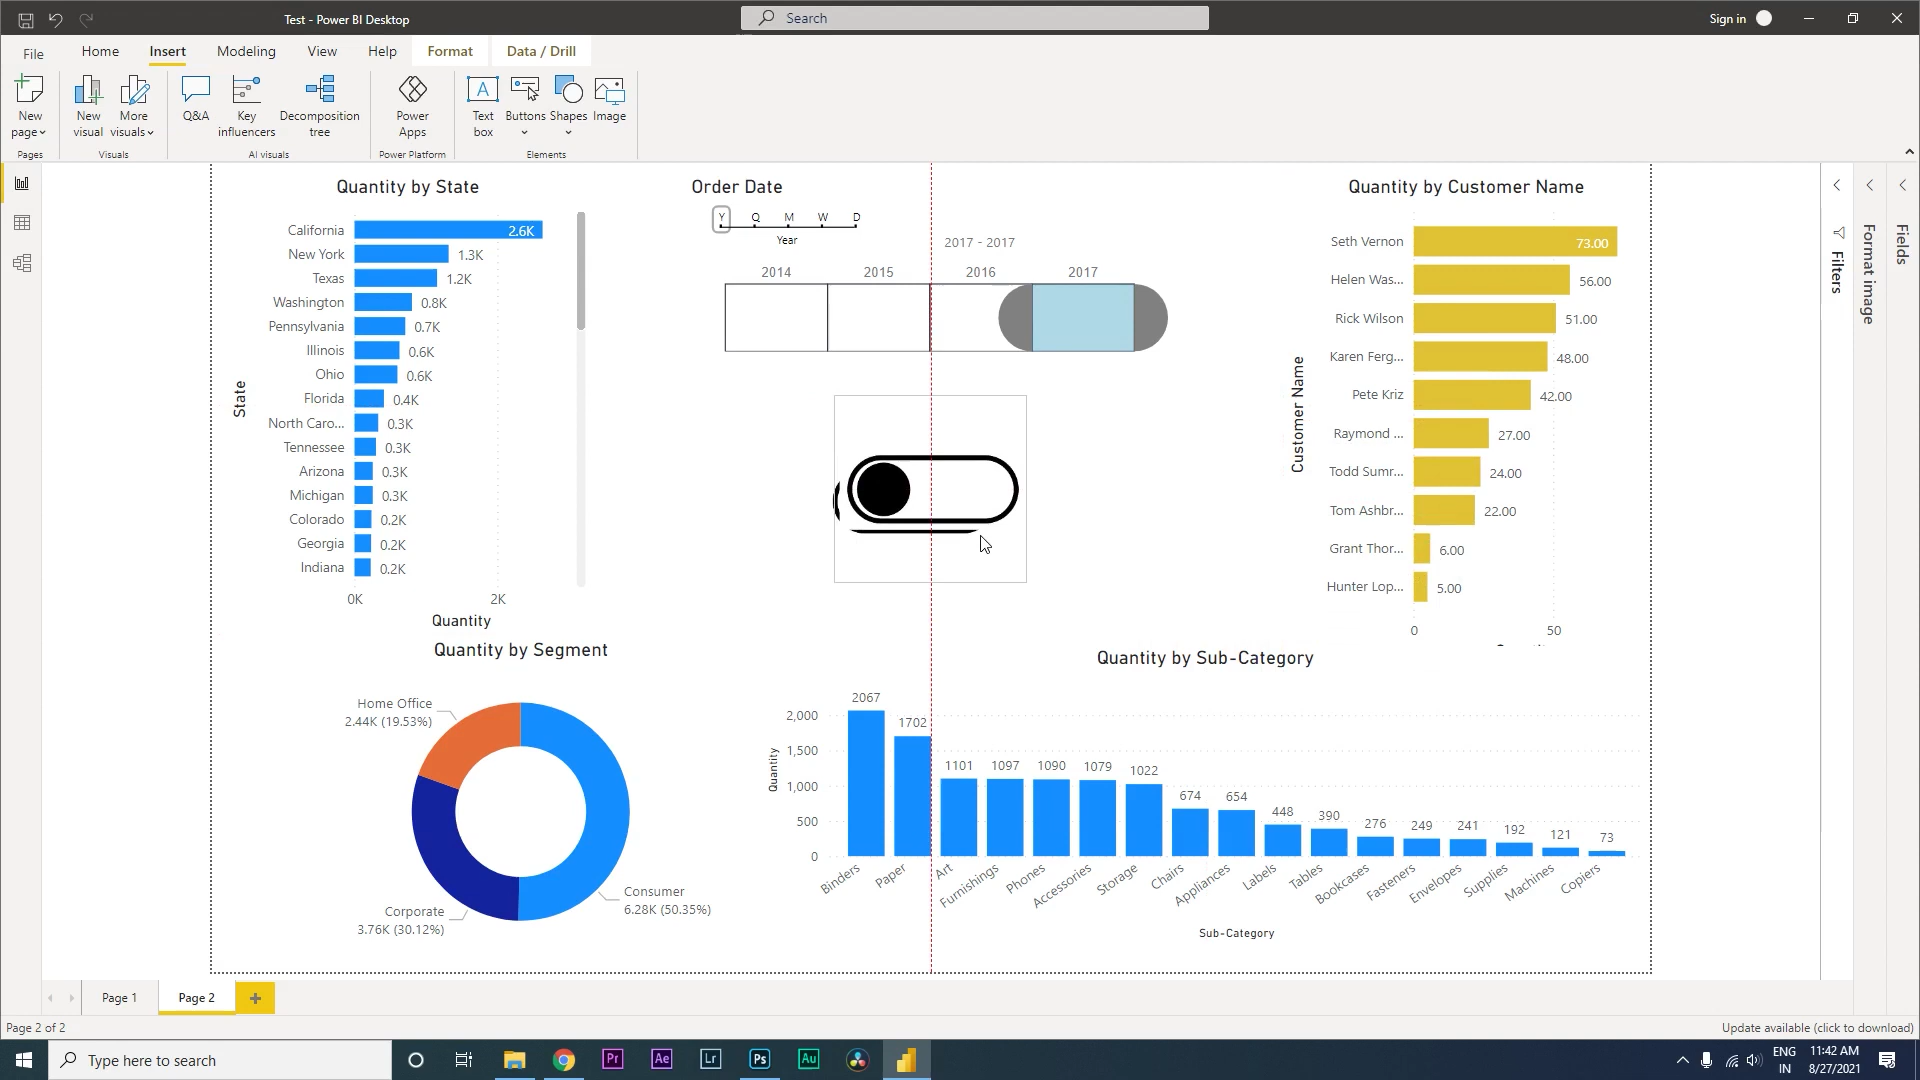 Test - Power BI Desktop
Search
Sign in
File
Home
Insert
Modeling
View
Help
Format
Data / Drill
New page
New visual
More visuals
Q&A
Key influencers
Decomposition tree
Power Apps
A
Text box
Buttons
Shapes
Image
Pages
Visuals
AI visuals
Power Platform
Elements
Quantity by State
State
California 2.6K
New York 1.3K
Texas 1.2K
Washington 0.8K
Pennsylvania 0.7K
Illinois 0.6K
Ohio 0.6K
Florida 0.4K
North Caro... 0.3K
Tennessee 0.3K
Arizona 0.3K
Michigan 0.3K
Colorado 0.2K
Georgia 0.2K
Indiana 0.2K
0K 2K
Quantity
Order Date
Y Q M W D
Year
2017 - 2017
2014 2015 2016 2017
Quantity by Customer Name
Customer Name
Seth Vernon 73.00
Helen Was... 56.00
Rick Wilson 51.00
Karen Ferg... 48.00
Pete Kriz 42.00
Raymond ... 27.00
Todd Sumr... 24.00
Tom Ashbr... 22.00
Grant Thor... 6.00
Hunter Lop... 5.00
0 50
Filters
Format image
Fields
Quantity by Segment
Home Office
2.44K (19.53%)
Consumer
6.28K (50.35%)
Corporate
3.76K (30.12%)
Quantity by Sub-Category
Quantity
2,000
1,500
1,000
500
0
2067 1702 1101 1097 1090 1079 1022 674 654 448 390 276 249 241 192 121 73
Binders Paper Art Furnishings Phones Accessories Storage Chairs Appliances Labels Tables Bookcases Fasteners Envelopes Supplies Machines Copiers
Sub-Category
Page 1
Page 2
Page 2 of 2
Update available (click to download)
Type here to search
Pr
Ae
Lr
Ps
Au
ENG
IN
11:42 AM
8/27/2021